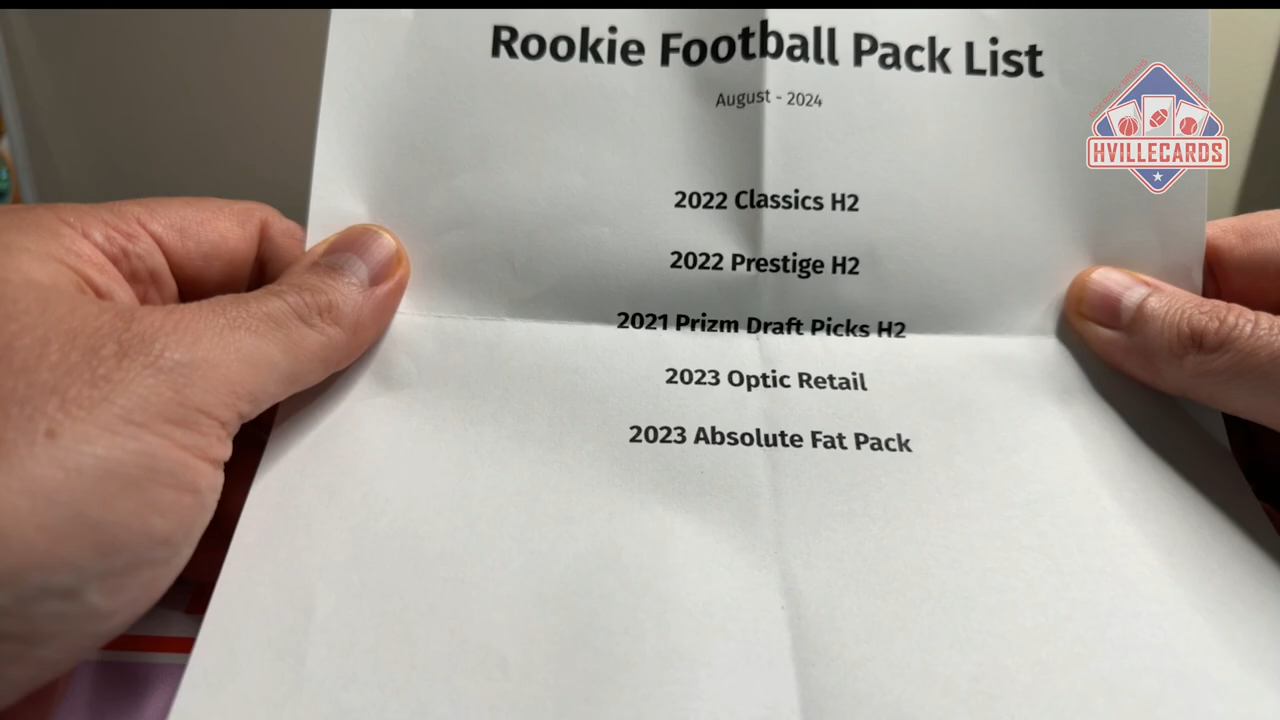 Rookie Football Pack List
August - 2024
HVILLECARDS
2022 Classics H2
2022 Prestige H2
2021 Prizm Draft Picks H2
2023 Optic Retail
2023 Absolute Fat Pack